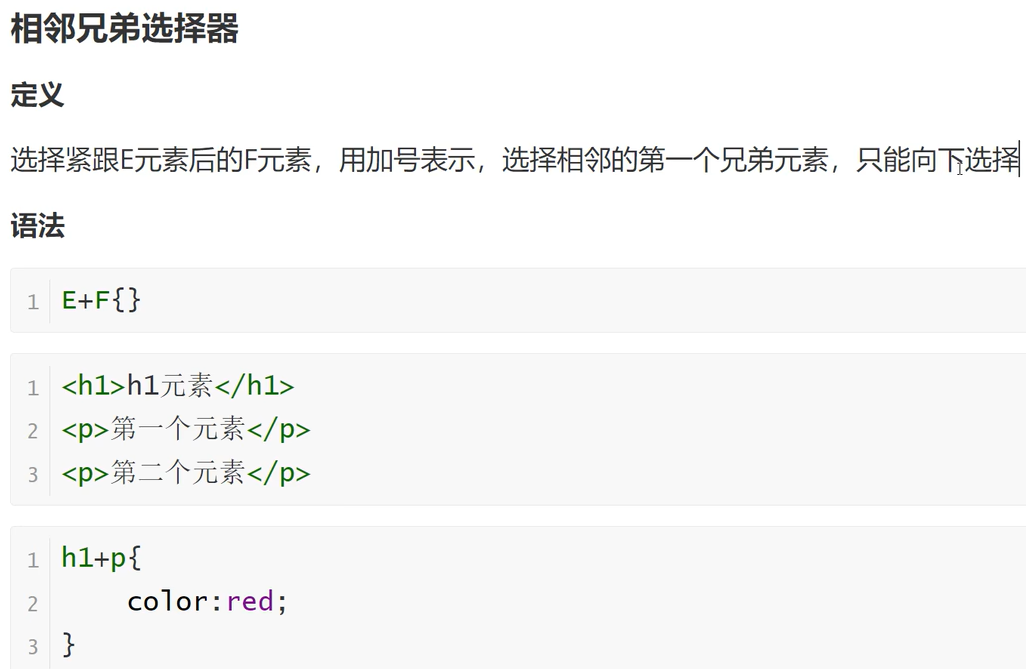 相邻兄弟选择器
定义
选择紧跟E元素后的F元素，用加号表示，选择相邻的第一个兄弟元素，只能向下选择
语法
1 E+F{}
1 <h1>h1元素</h1>
2 <p>第一个元素</p>
3 <p>第二个元素</p>
1 h1+p{
2     color:red;
3 }